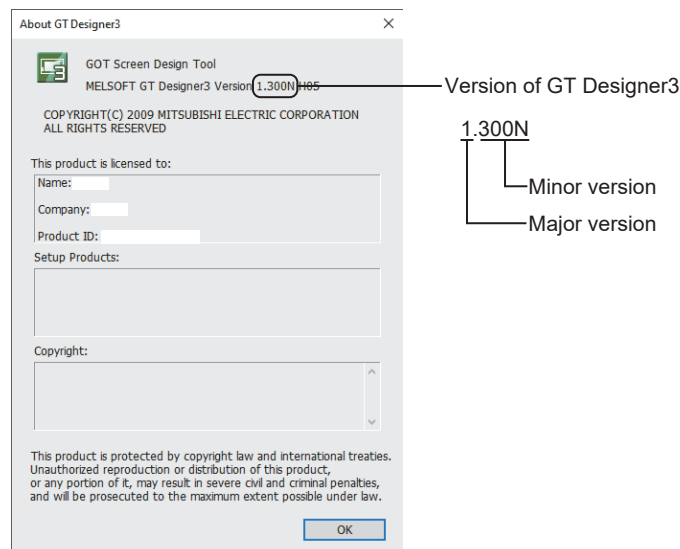 About GT Designer3
GOT Screen Design Tool
MELSOFT GT Designer3 Version 1.300N H05
COPYRIGHT(C) 2009 MITSUBISHI ELECTRIC CORPORATION
ALL RIGHTS RESERVED
This product is licensed to:
Name:
Company:
Product ID:
Setup Products:
Copyright:
This product is protected by copyright law and international treaties.
Unauthorized reproduction or distribution of this product,
or any portion of it, may result in severe civil and criminal penalties,
and will be prosecuted to the maximum extent possible under law.
OK
Version of GT Designer3
1.300N
Minor version
Major version